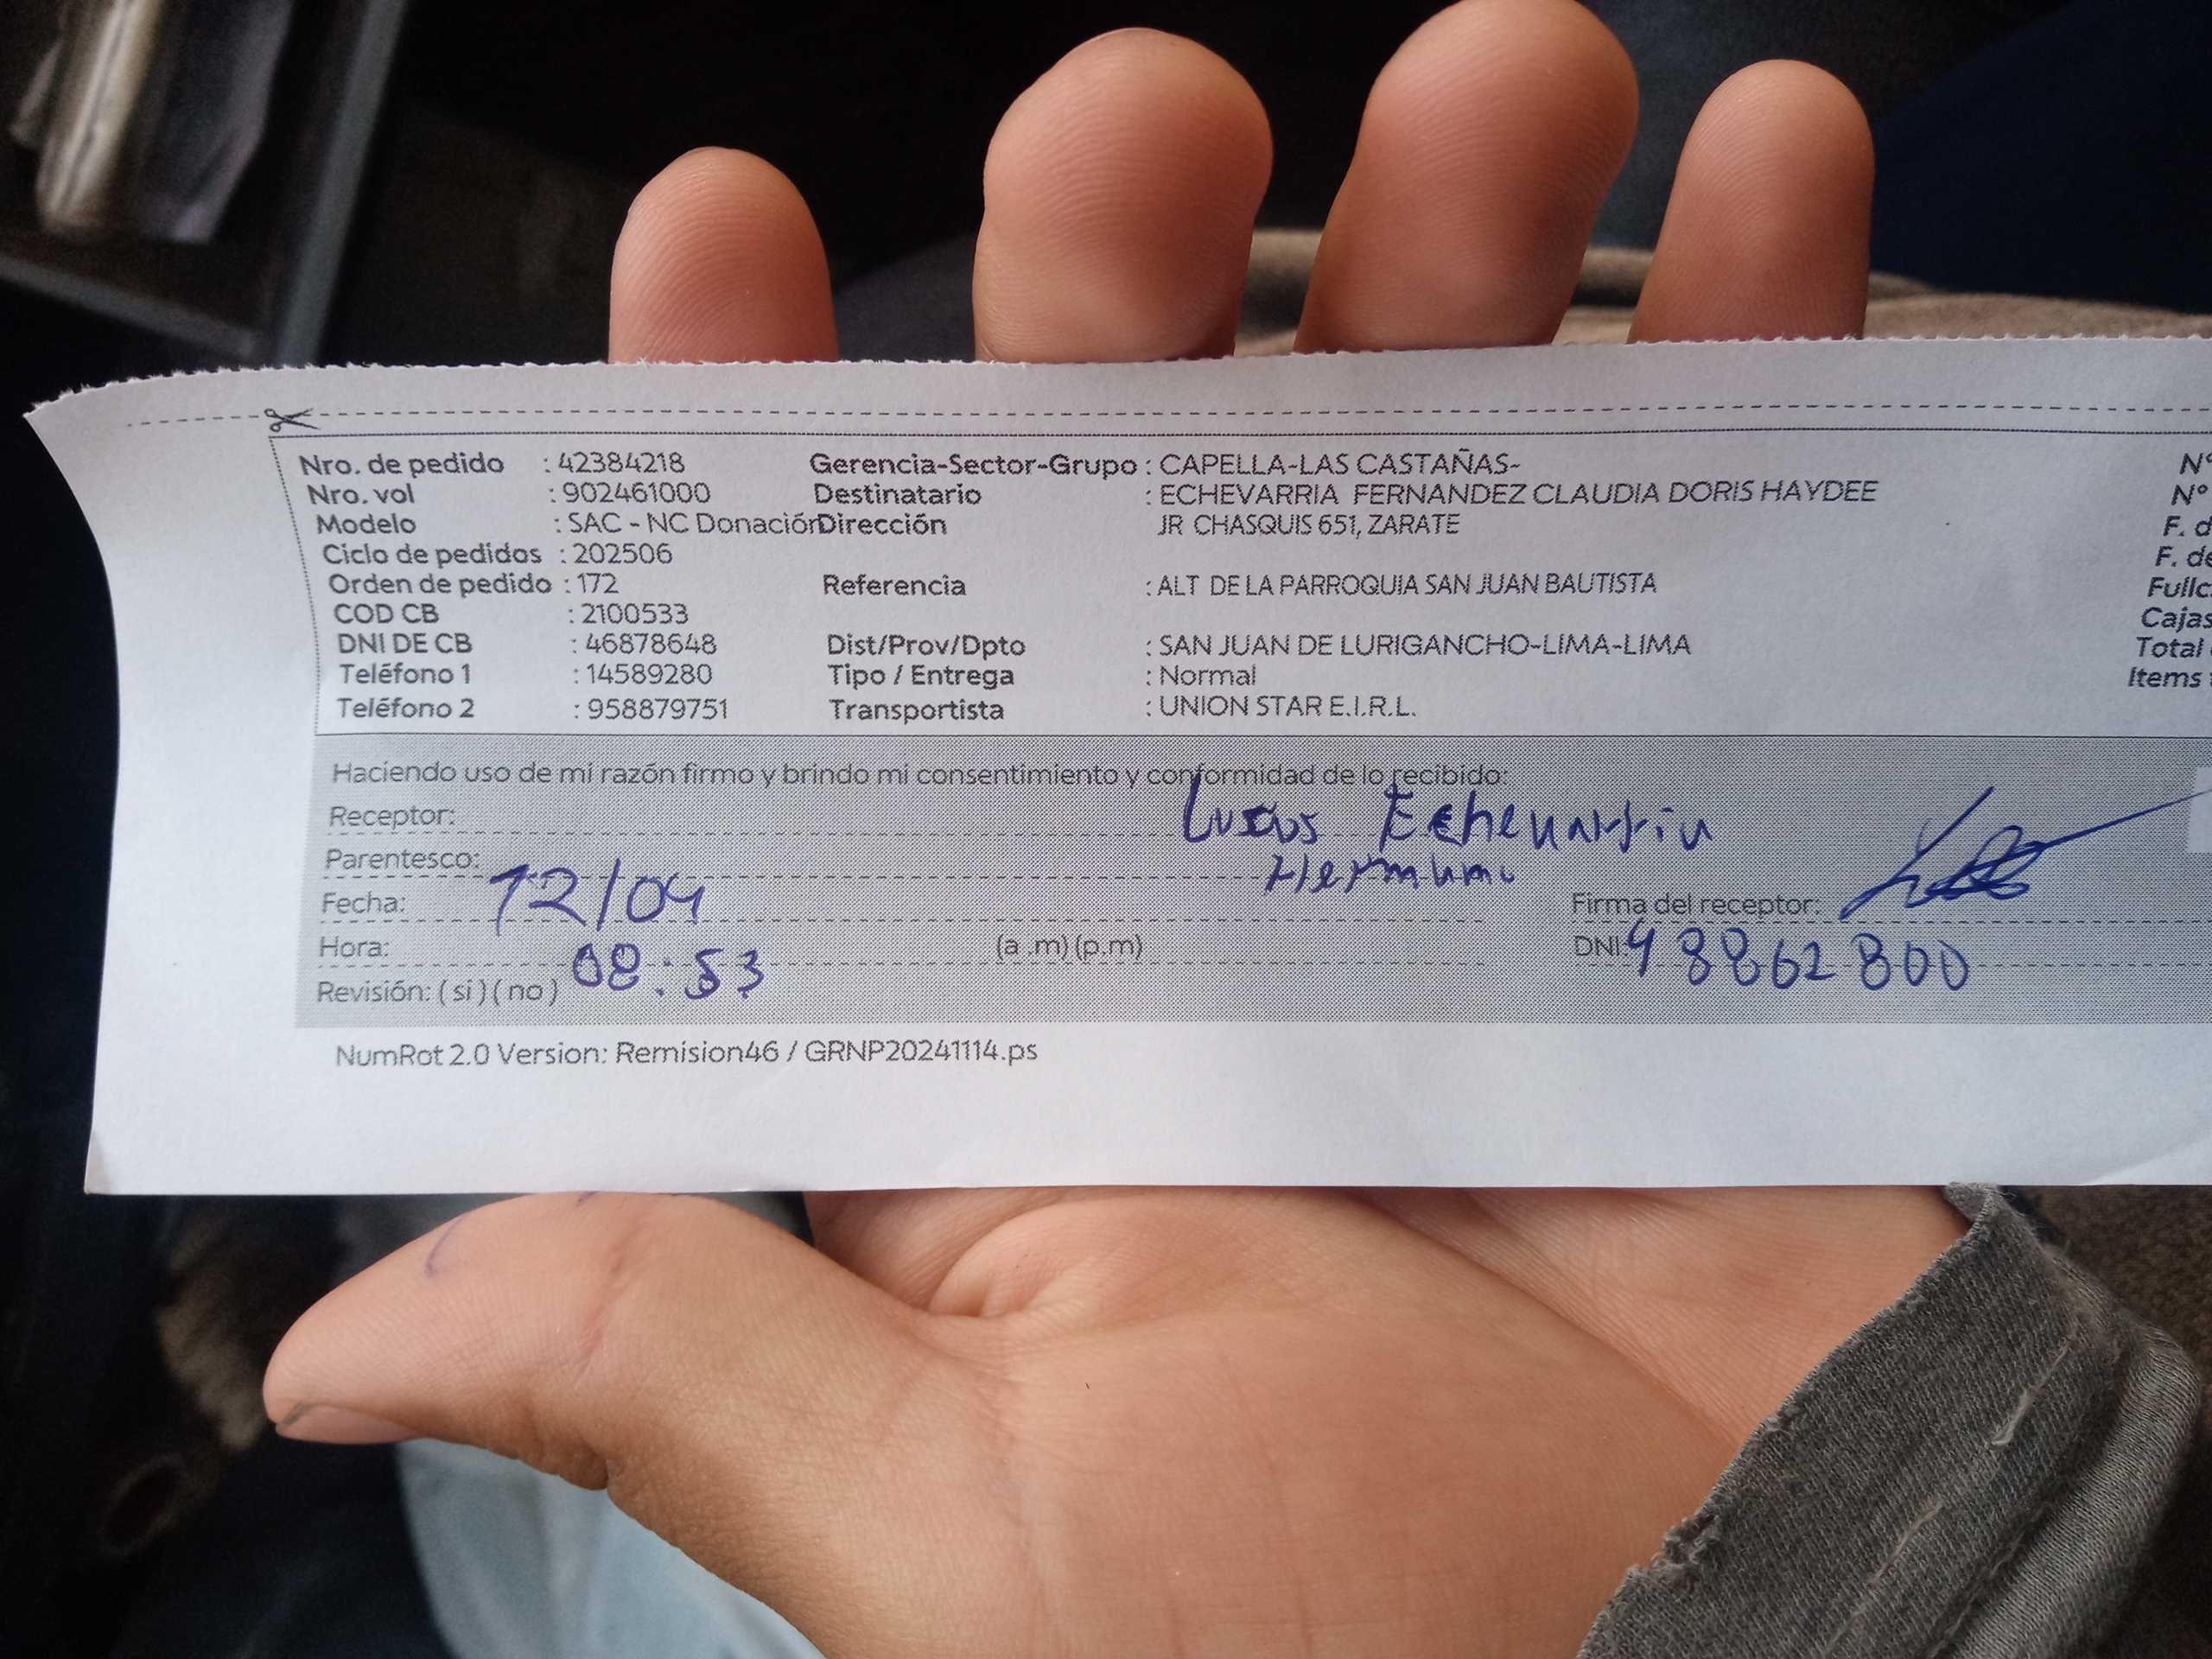 Nro. de pedido : 42384218 Gerencia-Sector-Grupo : CAPELLA-LAS CASTAÑAS- N°
Nro. vol : 902461000 Destinatario : ECHEVARRIA FERNANDEZ CLAUDIA DORIS HAYDEE N°
Modelo : SAC - NC Donación Dirección JR CHASQUIS 651, ZARATE F. d
Ciclo de pedidos : 202506 F. de
Orden de pedido : 172 Referencia : ALT DE LA PARROQUIA SAN JUAN BAUTISTA Fullc
COD CB : 2100533 Cajas
DNI DE CB : 46878648 Dist/Prov/Dpto : SAN JUAN DE LURIGANCHO-LIMA-LIMA Total
Teléfono 1 : 14589280 Tipo / Entrega : Normal Items
Teléfono 2 : 958879751 Transportista : UNION STAR E.I.R.L.
Haciendo uso de mi razón firmo y brindo mi consentimiento y conformidad de lo recibido:
Receptor: Echevarria
Parentesco:
Fecha: 12/04 Firma del receptor:
Hora: 08:53 (a .m) (p.m) DNI: 48862800
Revisión: ( si ) ( no )
NumRot 2.0 Version: Remision46 / GRNP20241114.ps